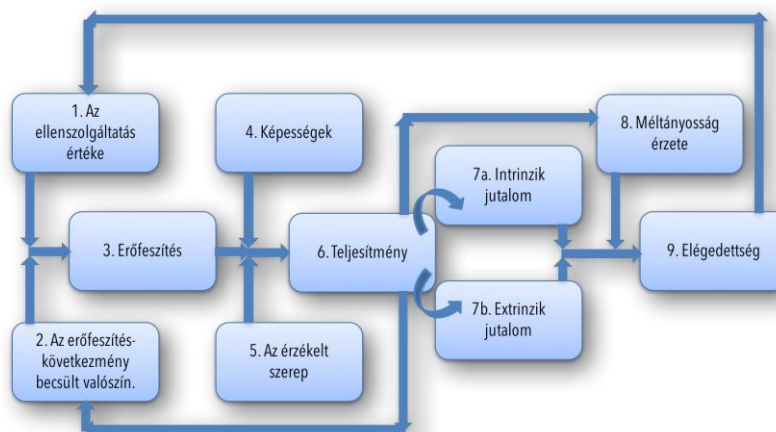 1. Az
ellenszolgáltatás
értéke
2. Az erőfeszítés-
következmény
becsült valószín.
3. Erőfeszítés
4. Képességek
5. Az érzékelt
szerep
6. Teljesítmény
7a. Intrinzik
jutalom
7b. Extrinzik
jutalom
8. Méltányosság
érzete
9. Elégedettség